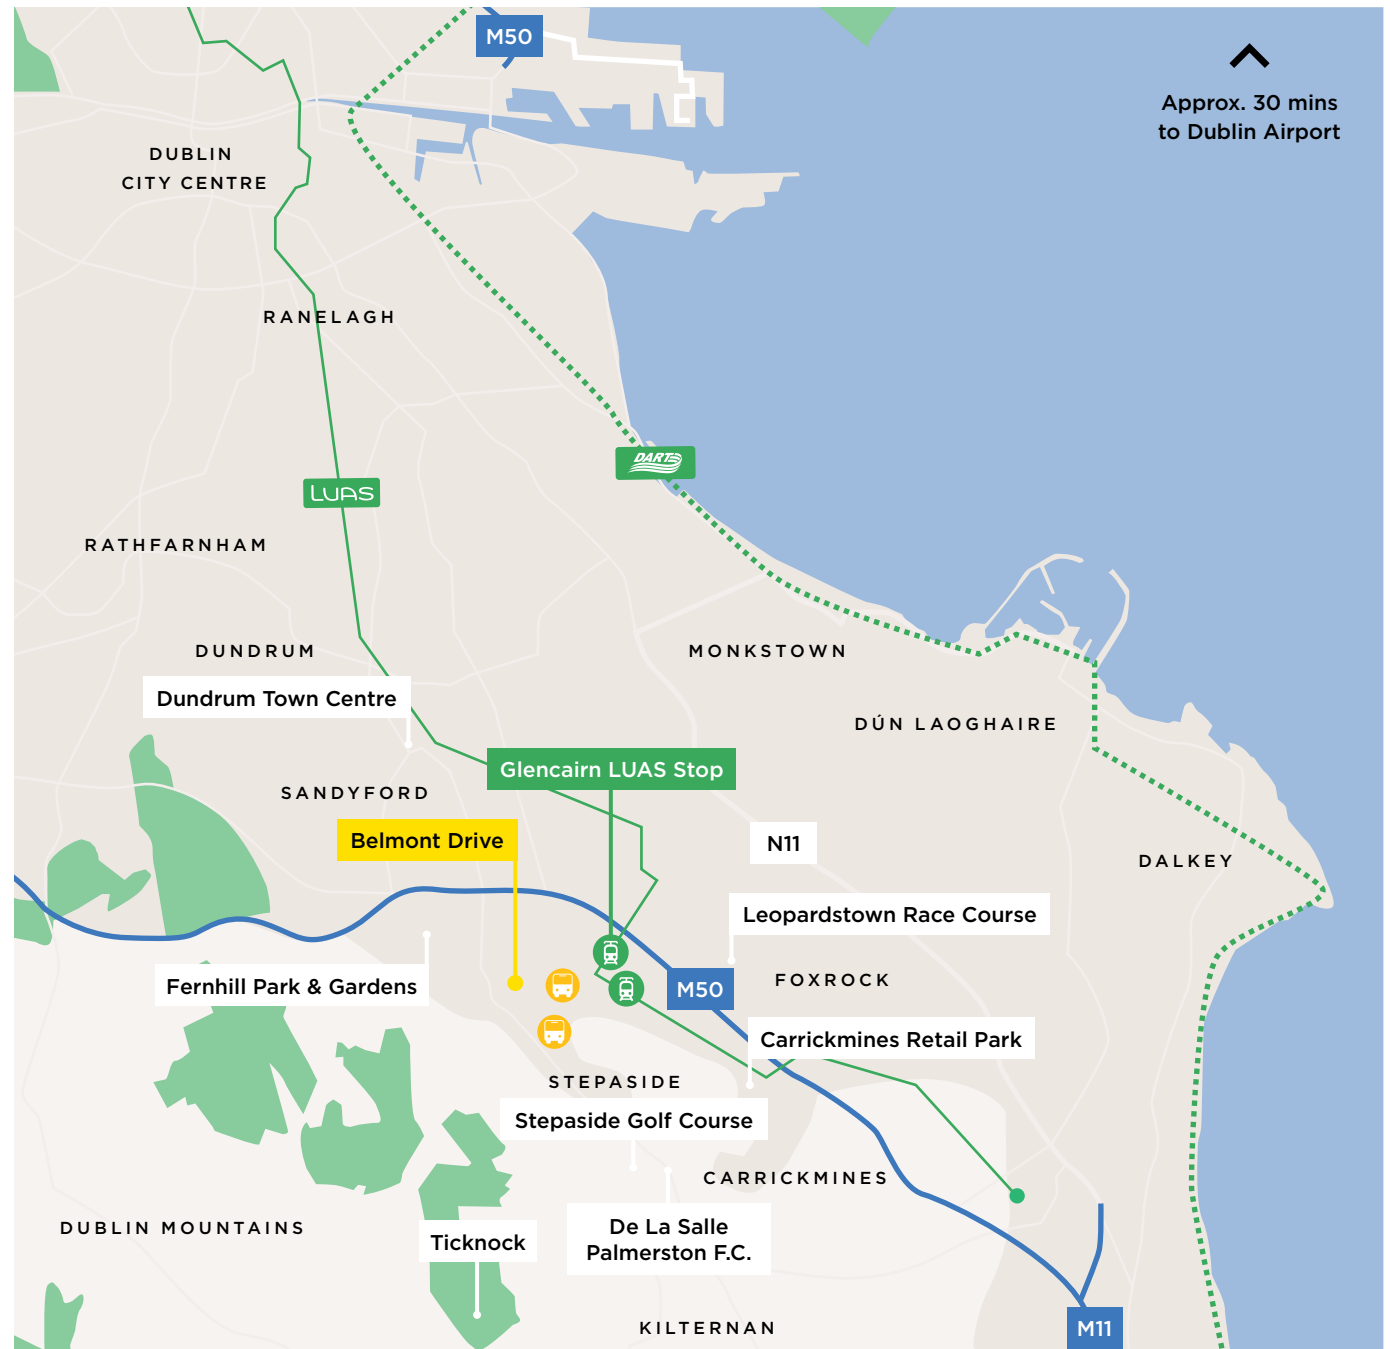 M50
Approx. 30 mins
to Dublin Airport
DUBLIN
CITY CENTRE
RANELAGH
DART
LUAS
RATHFARNHAM
DUNDRUM
MONKSTOWN
Dundrum Town Centre
DÚN LAOGHAIRE
Glencairn LUAS Stop
SANDYFORD
Belmont Drive
N11
DALKEY
Leopardstown Race Course
FOXROCK
Fernhill Park & Gardens
M50
Carrickmines Retail Park
STEPASIDE
Stepaside Golf Course
CARRICKMINES
DUBLIN MOUNTAINS
De La Salle
Palmerston F.C.
Ticknock
KILTERNAN
M11